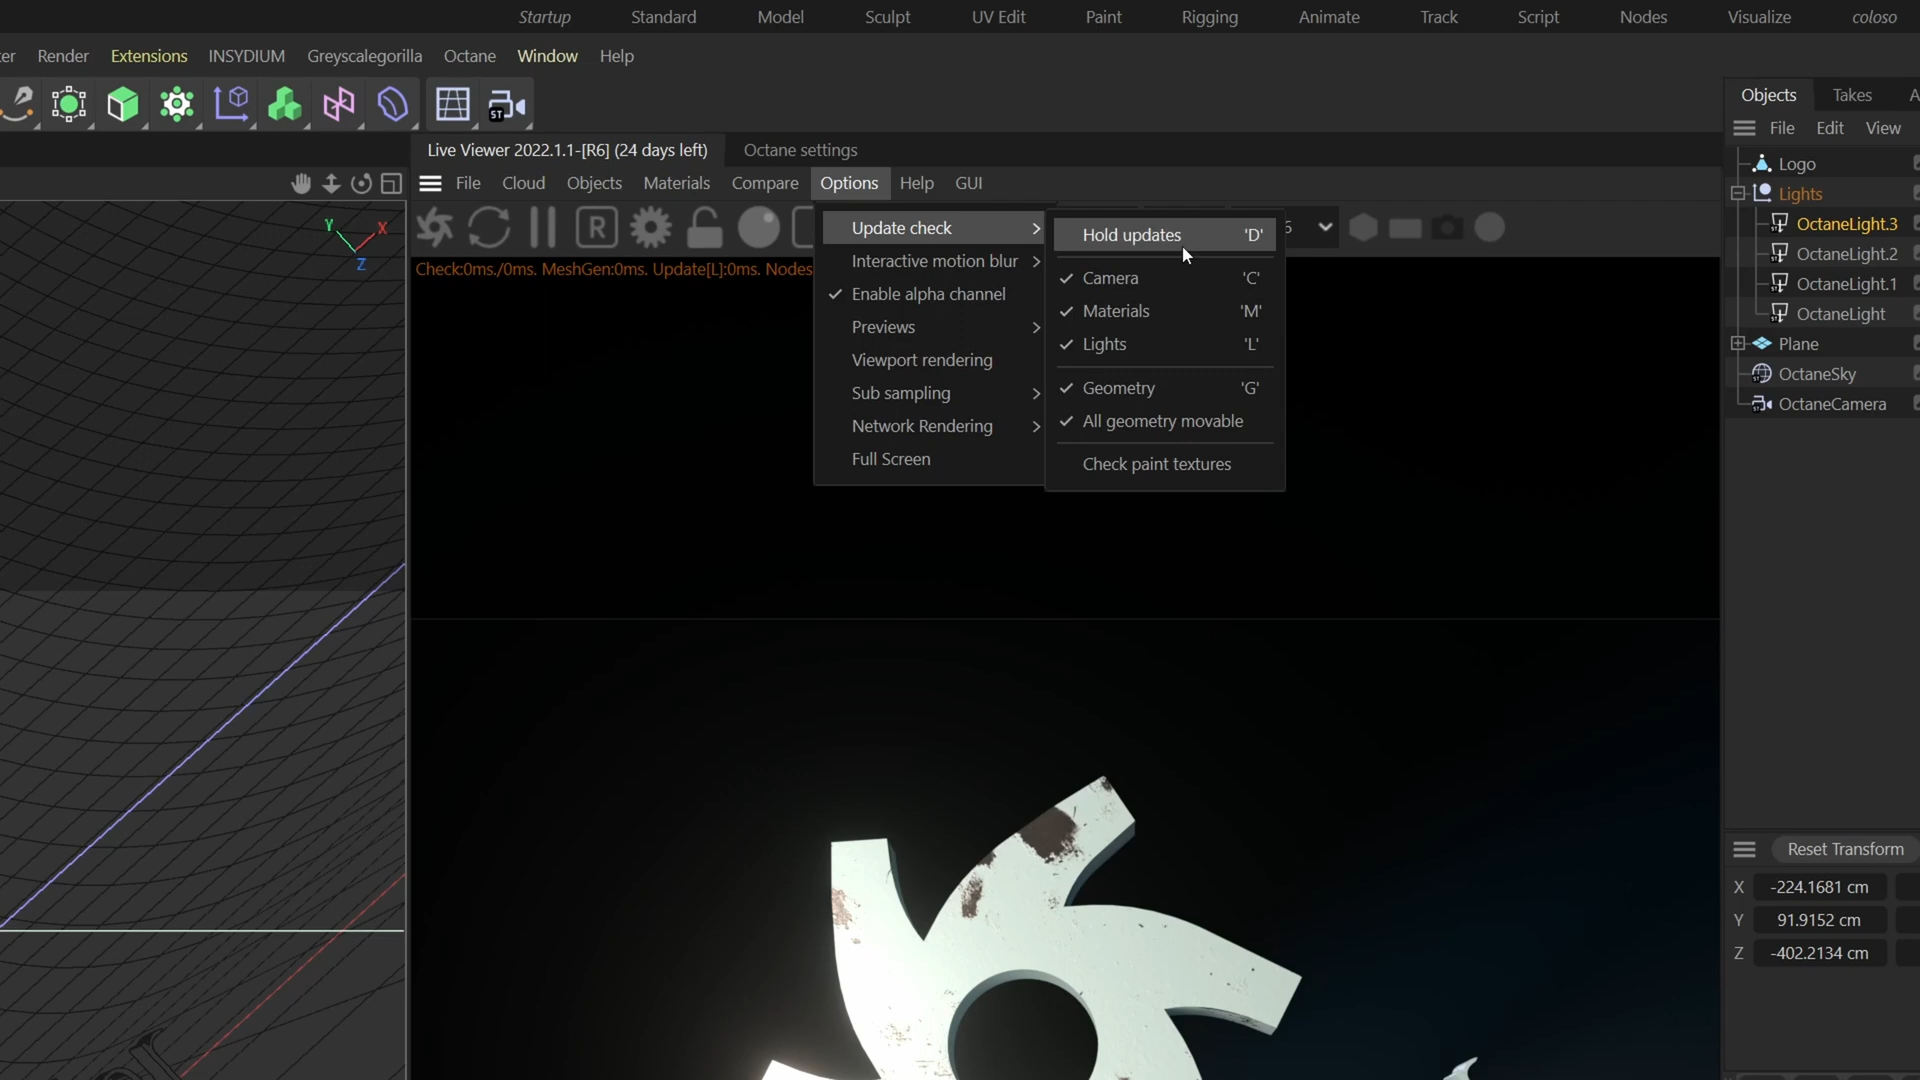 Startup Standard Model Sculpt UV Edit Paint Rigging Animate Track Script Nodes Visualize coloso
er Render Extensions INSYDIUM Greyscalegorilla Octane Window Help
Objects Takes A
Live Viewer 2022.1.1-[R6] (24 days left) Octane settings
File Edit View
File Cloud Objects Materials Compare Options Help GUI
Logo
Lights
OctaneLight.3
OctaneLight.2
OctaneLight.1
OctaneLight
Plane
OctaneSky
OctaneCamera
Y X
Z
R
ST
Check:0ms./0ms. MeshGen:0ms. Update[L]:0ms. Nodes
Update check
Interactive motion blur
Enable alpha channel
Previews
Viewport rendering
Sub sampling
Network Rendering
Full Screen
Hold updates 'D'
Camera 'C'
Materials 'M'
Lights 'L'
Geometry 'G'
All geometry movable
Check paint textures
Reset Transform
X -224.1681 cm
Y 91.9152 cm
Z -402.2134 cm